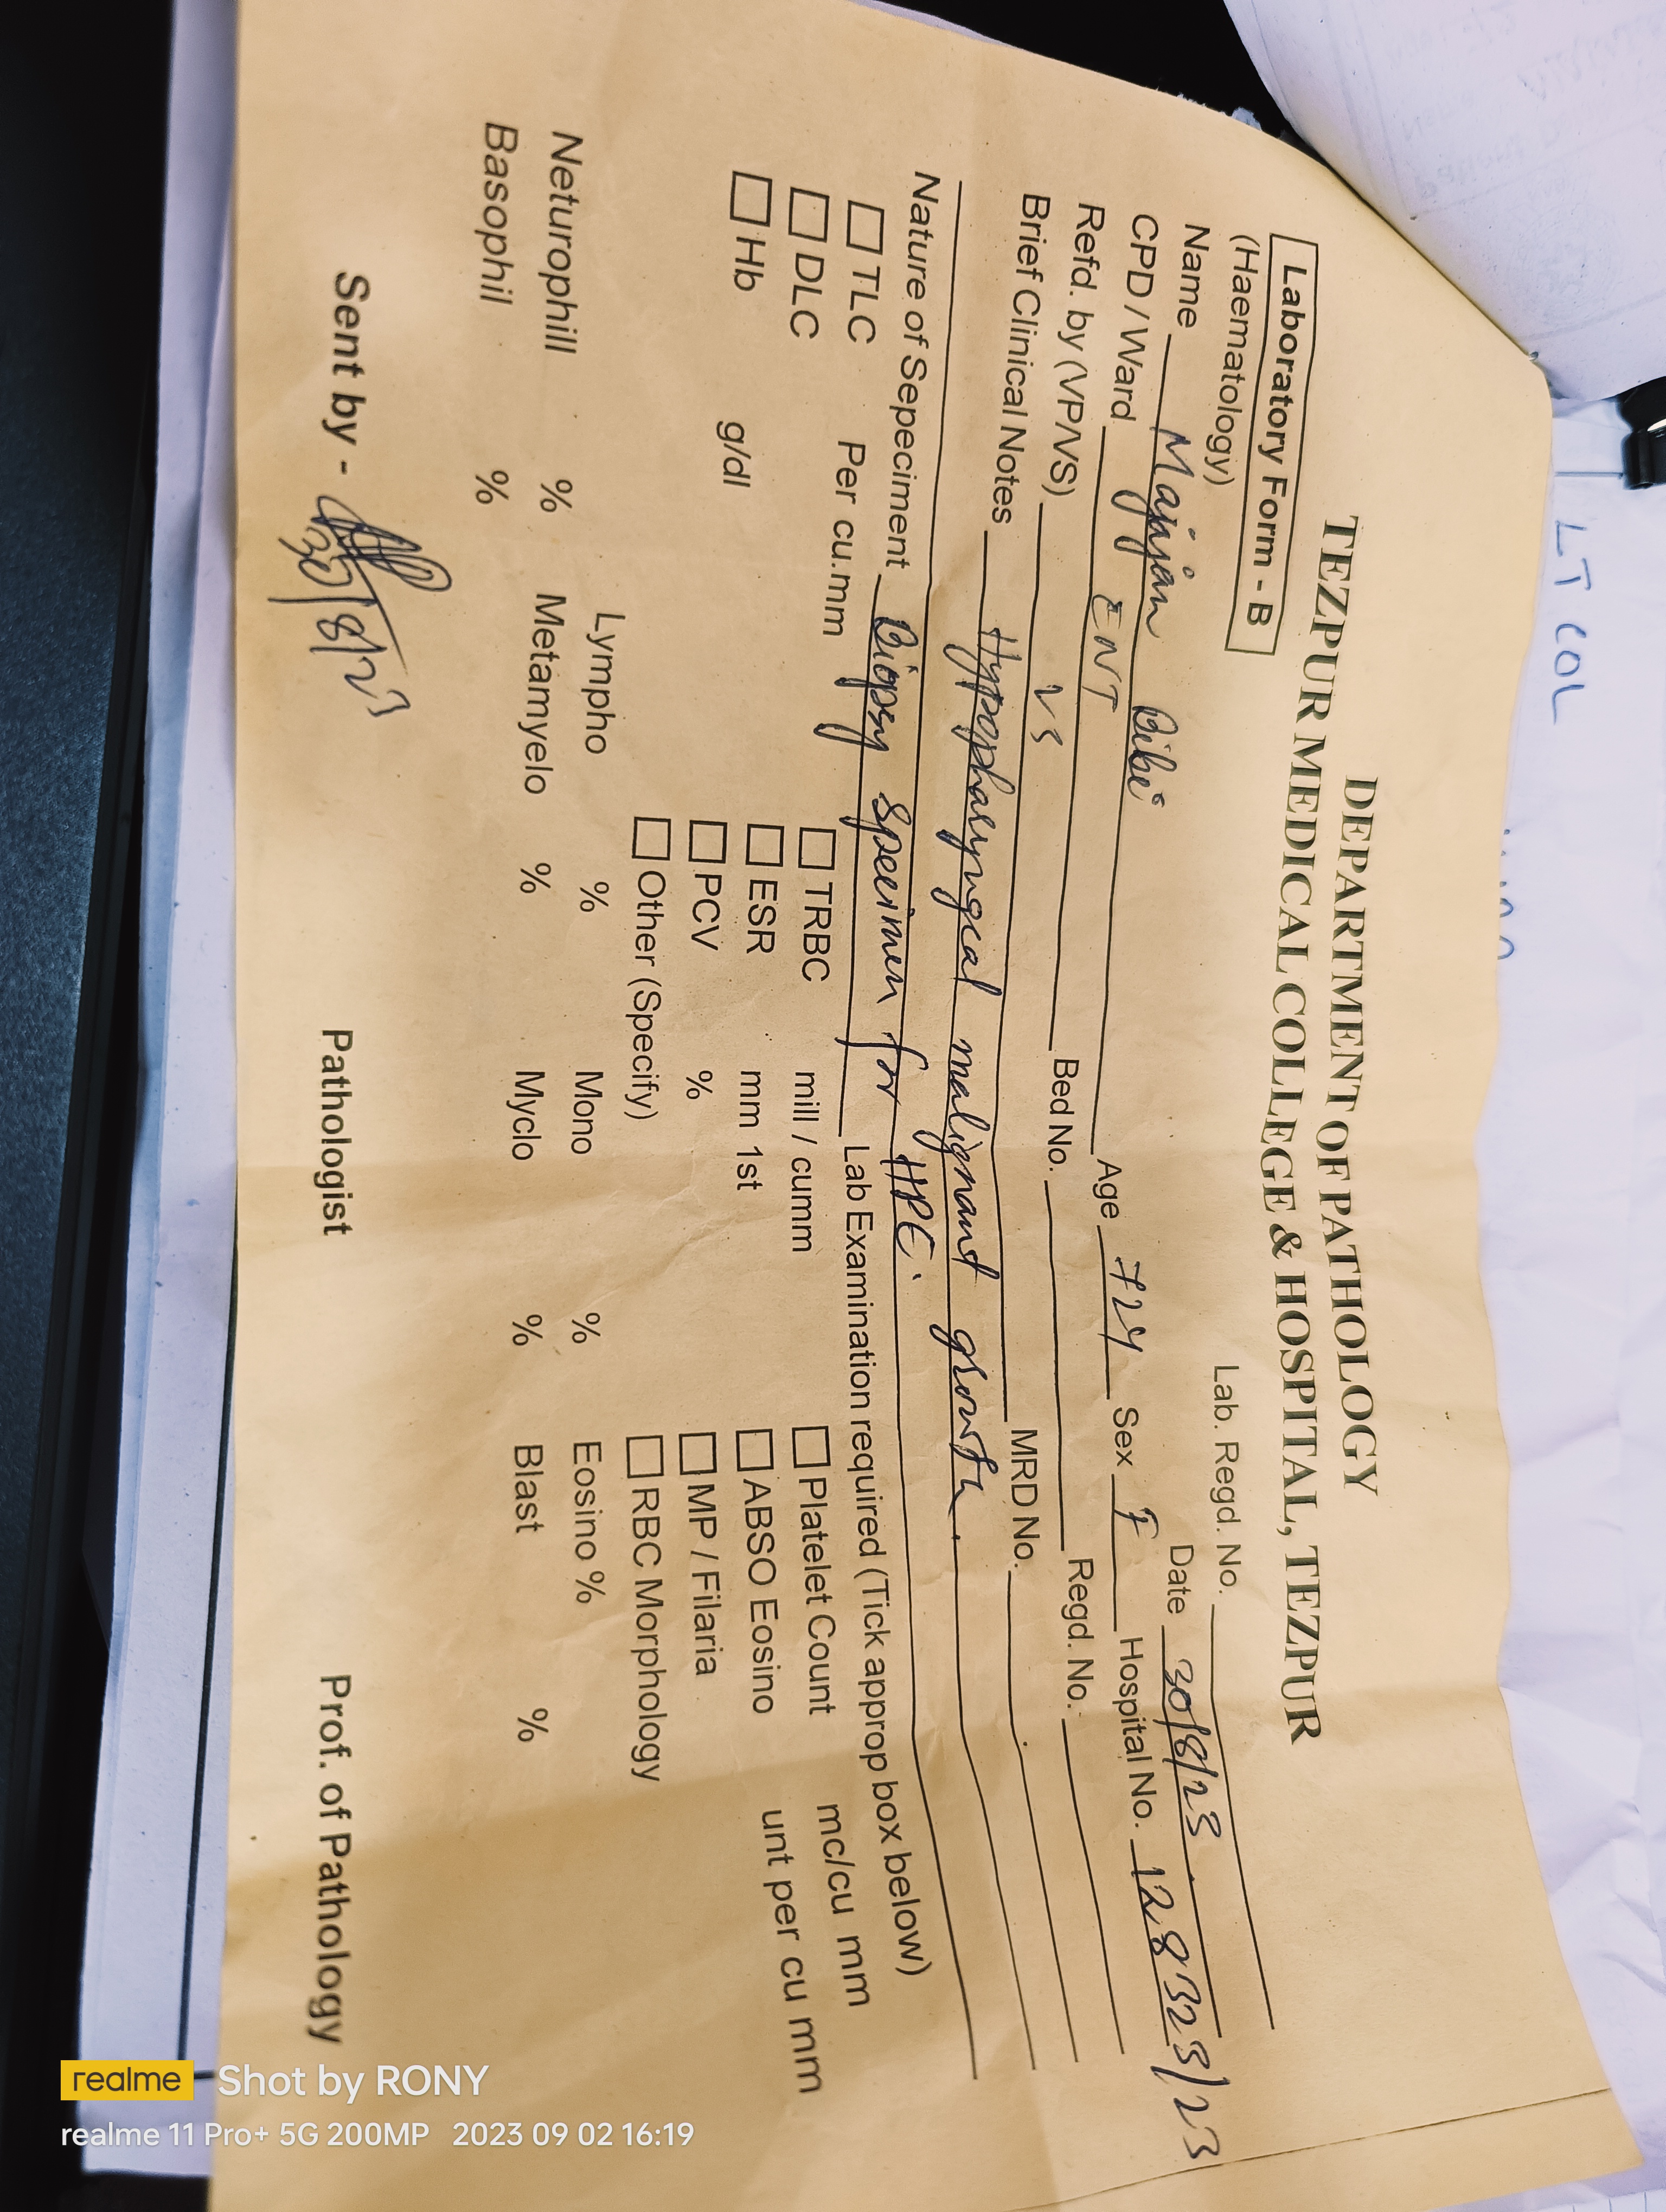 LT COL
DEPARTMENT OF PATHOLOGY
TEZPUR MEDICAL COLLEGE & HOSPITAL, TEZPUR
Laboratory Form - B
(Haematology)
Lab. Regd. No.
Date 30/8/23
Name Majijan Bibi Age 72Y Sex F Hospital No. 128323/23
CPD / Ward ENT Bed No. Regd. No.
Refd. by (VP/VS) VS MRD No.
Brief Clinical Notes Hypopharyngeal malignant growth.
Nature of Sepeciment Biopsy specimen for HPE. Lab Examination required (Tick approp box below)
TLC Per cu.mm TRBC mill / cumm Platelet Count mc/cu mm
DLC ESR mm 1st ABSO Eosino unt per cu mm
Hb g/dl PCV % MP / Filaria
Other (Specify) RBC Morphology
Neturophill % Lympho % Mono % Eosino %
Basophil % Metamyelo % Myclo % Blast %
Sent by - Pathologist Prof. of Pathology
30/8/23
realme Shot by RONY
realme 11 Pro+ 5G 200MP 2023 09 02 16:19